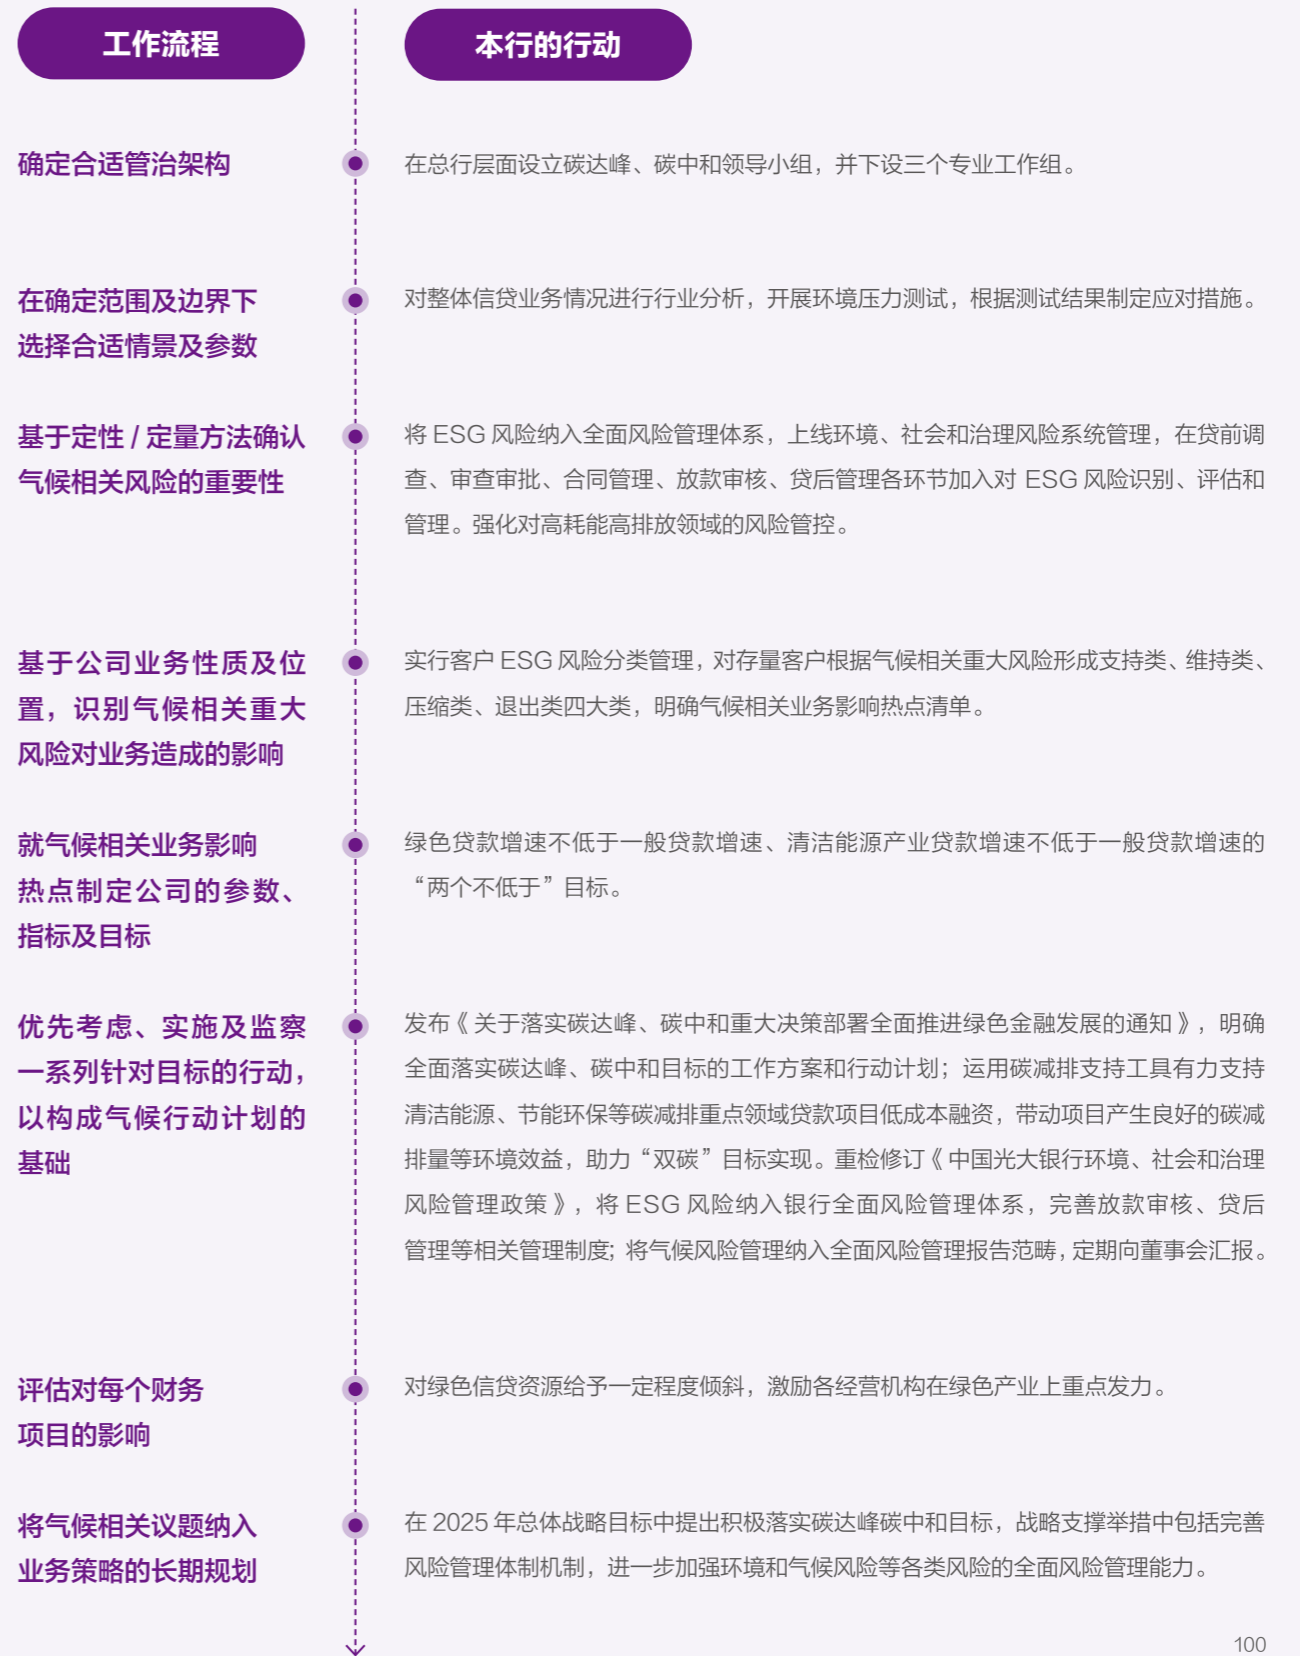 工作流程
本行的行动
确定合适管治架构
在总行层面设立碳达峰、碳中和领导小组，并下设三个专业工作组。
在确定范围及边界下
选择合适情景及参数
对整体信贷业务情况进行行业分析，开展环境压力测试，根据测试结果制定应对措施。
基于定性 / 定量方法确认
气候相关风险的重要性
将 ESG 风险纳入全面风险管理体系，上线环境、社会和治理风险系统管理，在贷前调
查、审查审批、合同管理、放款审核、贷后管理各环节加入对 ESG 风险识别、评估和
管理。强化对高耗能高排放领域的风险管控。
基于公司业务性质及位
置，识别气候相关重大
风险对业务造成的影响
实行客户 ESG 风险分类管理，对存量客户根据气候相关重大风险形成支持类、维持类、
压缩类、退出类四大类，明确气候相关业务影响热点清单。
就气候相关业务影响
热点制定公司的参数、
指标及目标
绿色贷款增速不低于一般贷款增速、清洁能源产业贷款增速不低于一般贷款增速的
“两个不低于”目标。
优先考虑、实施及监察
一系列针对目标的行动，
以构成气候行动计划的
基础
发布《关于落实碳达峰、碳中和重大决策部署全面推进绿色金融发展的通知》，明确
全面落实碳达峰、碳中和目标的工作方案和行动计划；运用碳减排支持工具有力支持
清洁能源、节能环保等碳减排重点领域贷款项目低成本融资，带动项目产生良好的碳减
排量等环境效益，助力“双碳”目标实现。重检修订《中国光大银行环境、社会和治理
风险管理政策》，将 ESG 风险纳入银行全面风险管理体系，完善放款审核、贷后
管理等相关管理制度；将气候风险管理纳入全面风险管理报告范畴，定期向董事会汇报。
评估对每个财务
项目的影响
对绿色信贷资源给予一定程度倾斜，激励各经营机构在绿色产业上重点发力。
将气候相关议题纳入
业务策略的长期规划
在 2025 年总体战略目标中提出积极落实碳达峰碳中和目标，战略支撑举措中包括完善
风险管理体制机制，进一步加强环境和气候风险等各类风险的全面风险管理能力。
100